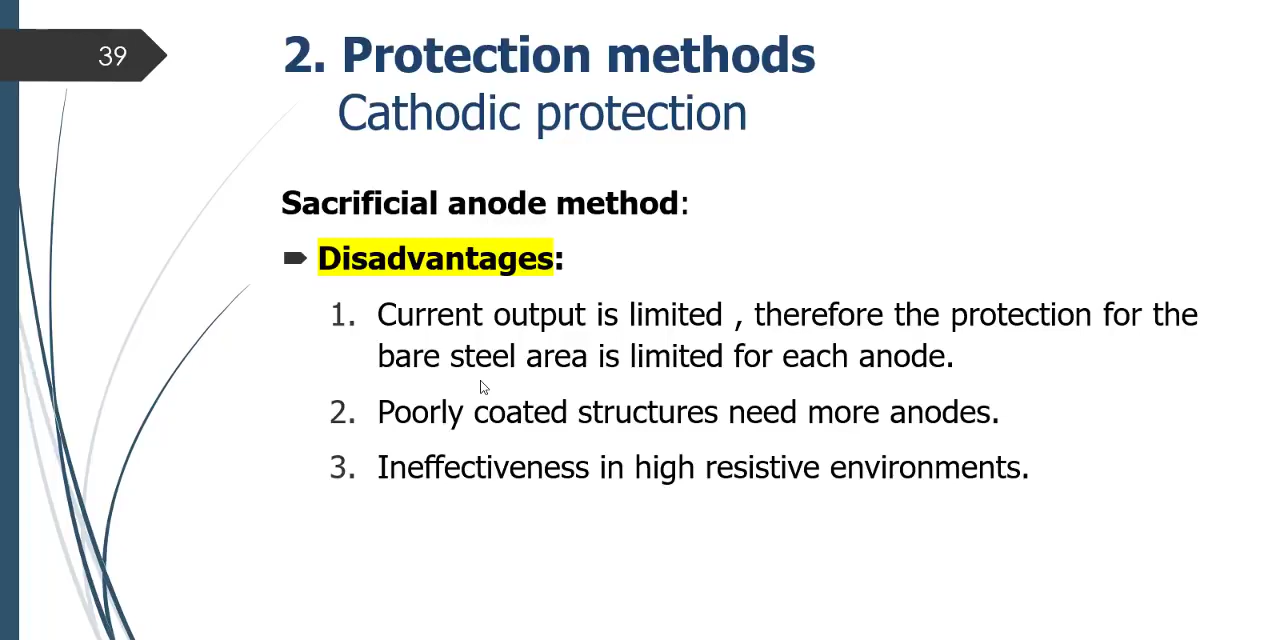 39
2. Protection methods
Cathodic protection
Sacrificial anode method:
Disadvantages:
1. Current output is limited , therefore the protection for the
bare steel area is limited for each anode.
2. Poorly coated structures need more anodes.
3. Ineffectiveness in high resistive environments.